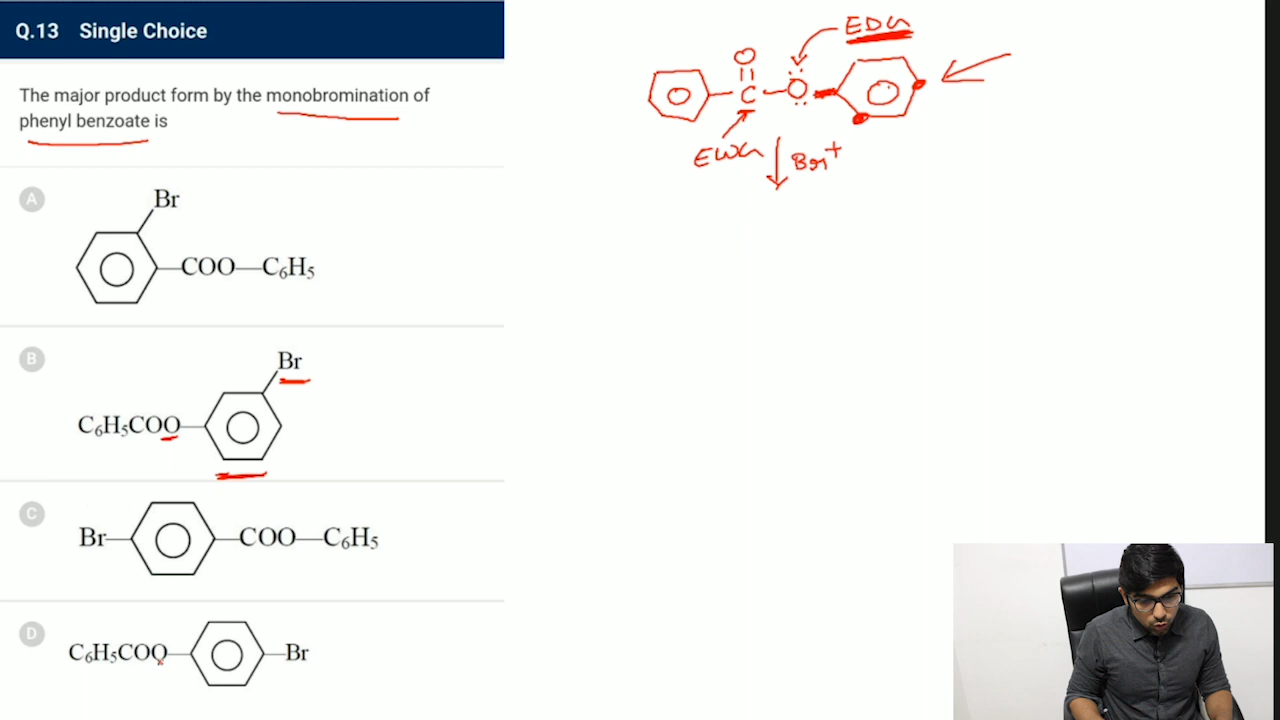 Q.13 Single Choice
The major product form by the monobromination of
phenyl benzoate is
A
Br
COO—C₆H₅
B
Br
C₆H₅COO
C
Br
COO—C₆H₅
D
C₆H₅COO
Br
EDG
O
||
C
O
EWG
Br⁺